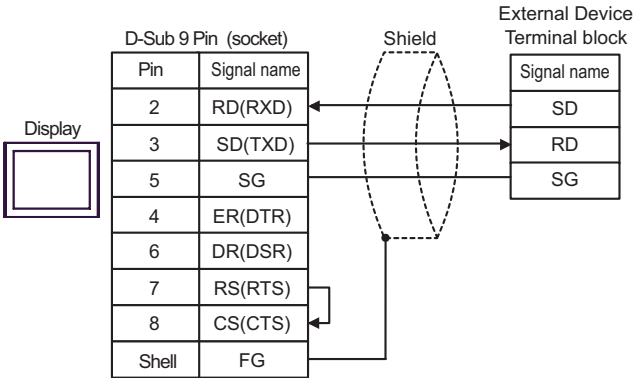 External Device
Terminal block
D-Sub 9 Pin (socket)
Shield
Pin Signal name
Signal name
2 RD(RXD)
SD
Display
3 SD(TXD)
RD
5 SG
SG
4 ER(DTR)
6 DR(DSR)
7 RS(RTS)
8 CS(CTS)
Shell FG